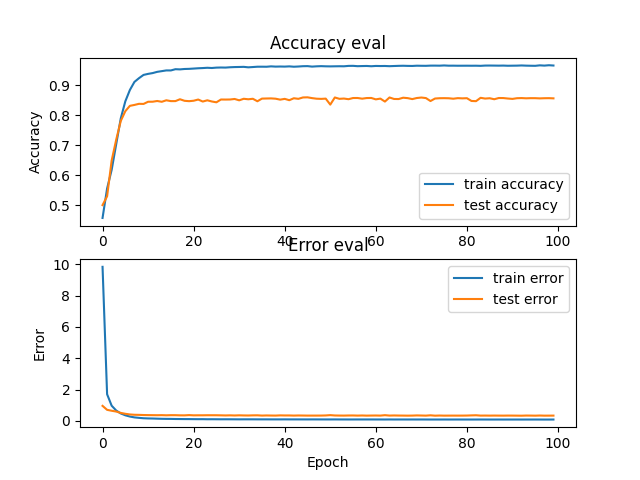 Accuracy eval
Accuracy
0.9
0.8
0.7
0.6
0.5
train accuracy
test accuracy
0 20 40 60 80 100
Error eval
Error
10
8
6
4
2
0
train error
test error
0 20 40 60 80 100
Epoch